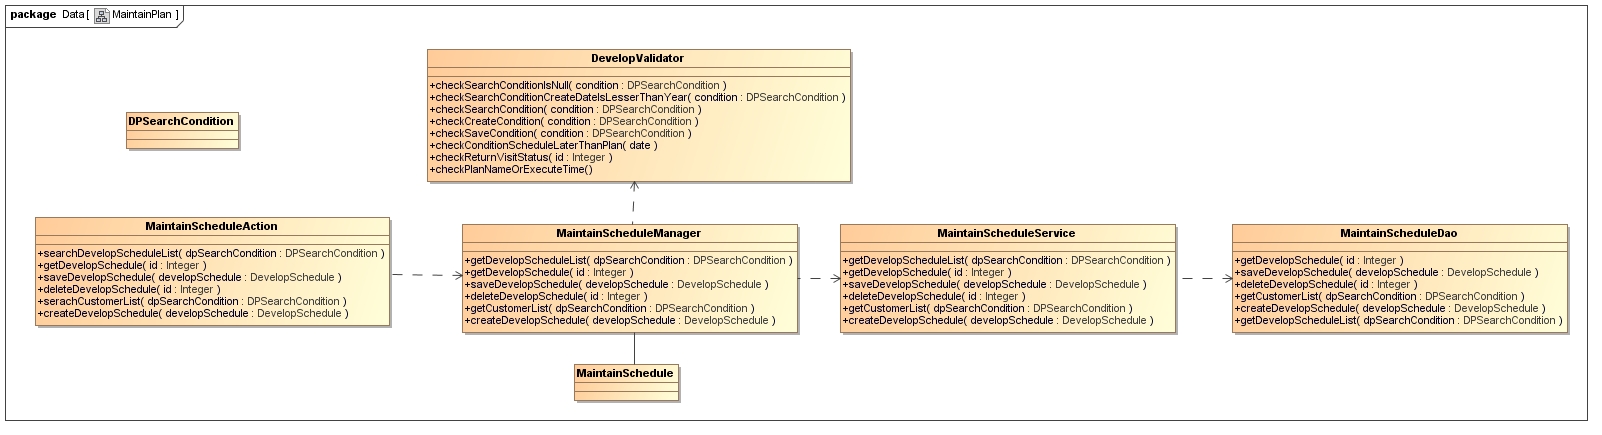 package Data [ MaintainPlan ]
DevelopValidator
+checkSearchConditionIsNull( condition : DPSearchCondition )
+checkSearchConditionCreateDateIsLesserThanYear( condition : DPSearchCondition )
+checkSearchCondition( condition : DPSearchCondition )
+checkCreateCondition( condition : DPSearchCondition )
+checkSaveCondition( condition : DPSearchCondition )
+checkConditionScheduleLaterThanPlan( date )
+checkReturnVisitStatus( id : Integer )
+checkPlanNameOrExecuteTime()
DPSearchCondition
MaintainScheduleAction
+searchDevelopScheduleList( dpSearchCondition : DPSearchCondition )
+getDevelopSchedule( id : Integer )
+saveDevelopSchedule( developSchedule : DevelopSchedule )
+deleteDevelopSchedule( id : Integer )
+serachCustomerList( dpSearchCondition : DPSearchCondition )
+createDevelopSchedule( developSchedule : DevelopSchedule )
MaintainScheduleManager
+getDevelopScheduleList( dpSearchCondition : DPSearchCondition )
+getDevelopSchedule( id : Integer )
+saveDevelopSchedule( developSchedule : DevelopSchedule )
+deleteDevelopSchedule( id : Integer )
+getCustomerList( dpSearchCondition : DPSearchCondition )
+createDevelopSchedule( developSchedule : DevelopSchedule )
MaintainScheduleService
+getDevelopScheduleList( dpSearchCondition : DPSearchCondition )
+getDevelopSchedule( id : Integer )
+saveDevelopSchedule( developSchedule : DevelopSchedule )
+deleteDevelopSchedule( id : Integer )
+getCustomerList( dpSearchCondition : DPSearchCondition )
+createDevelopSchedule( developSchedule : DevelopSchedule )
MaintainScheduleDao
+getDevelopSchedule( id : Integer )
+saveDevelopSchedule( developSchedule : DevelopSchedule )
+deleteDevelopSchedule( id : Integer )
+getCustomerList( dpSearchCondition : DPSearchCondition )
+createDevelopSchedule( developSchedule : DevelopSchedule )
+getDevelopScheduleList( dpSearchCondition : DPSearchCondition )
MaintainSchedule